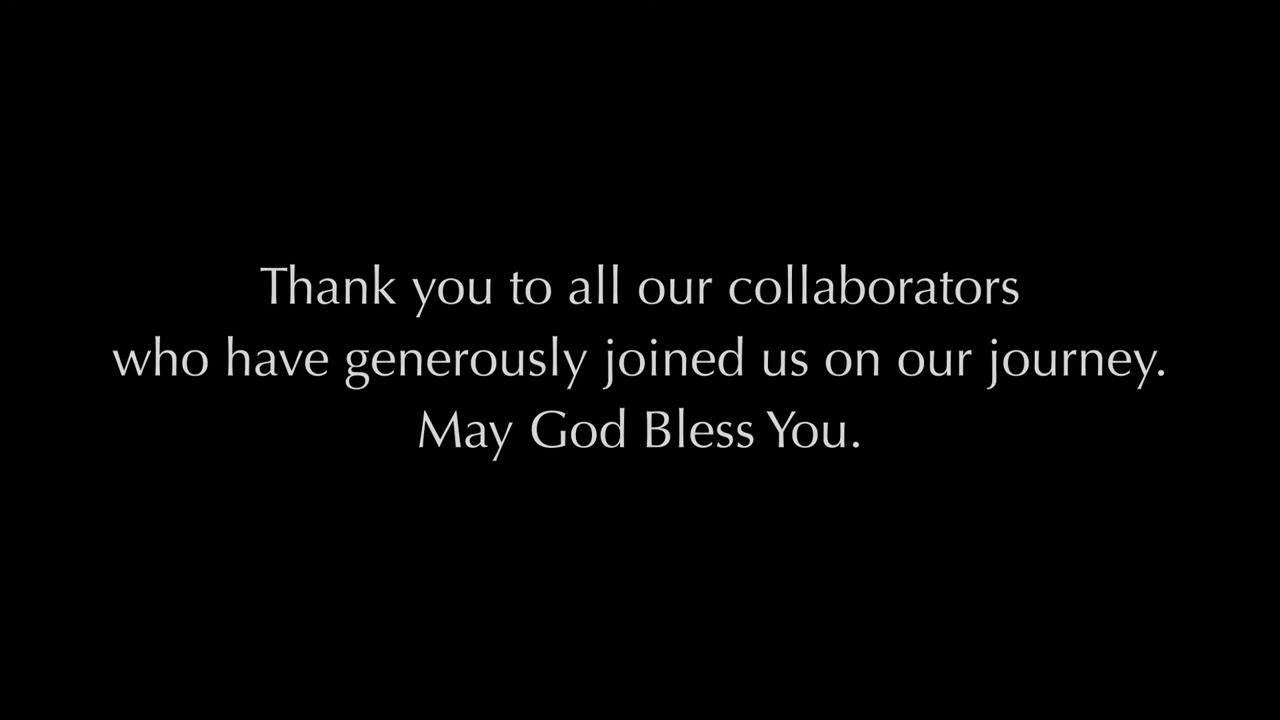 Thank you to all our collaborators
who have generously joined us on our journey.
May God Bless You.